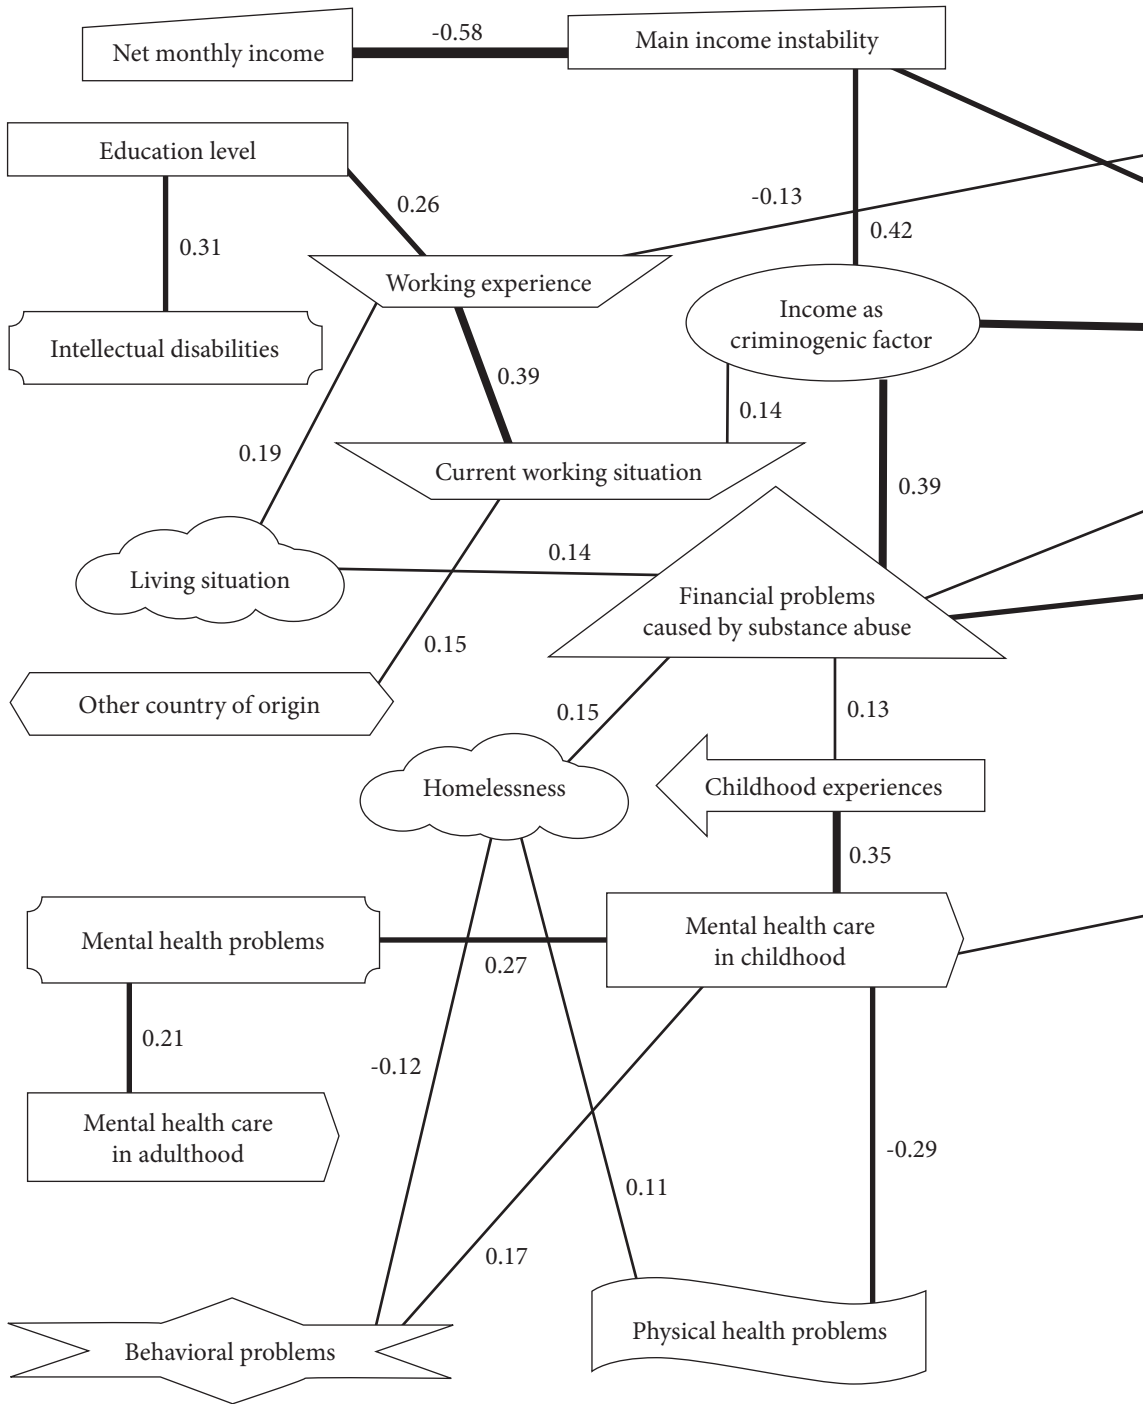 -0.58
Net monthly income
Main income instability
Education level
0.26
-0.13
0.31
0.42
Working experience
Income as
criminogenic factor
Intellectual disabilities
0.39
0.14
0.19
Current working situation
0.39
0.14
Living situation
Financial problems
caused by substance abuse
0.15
Other country of origin
0.15
0.13
Homelessness
Childhood experiences
0.35
Mental health problems
Mental health care
in childhood
0.27
0.21
-0.12
Mental health care
in adulthood
-0.29
0.11
0.17
Behavioral problems
Physical health problems